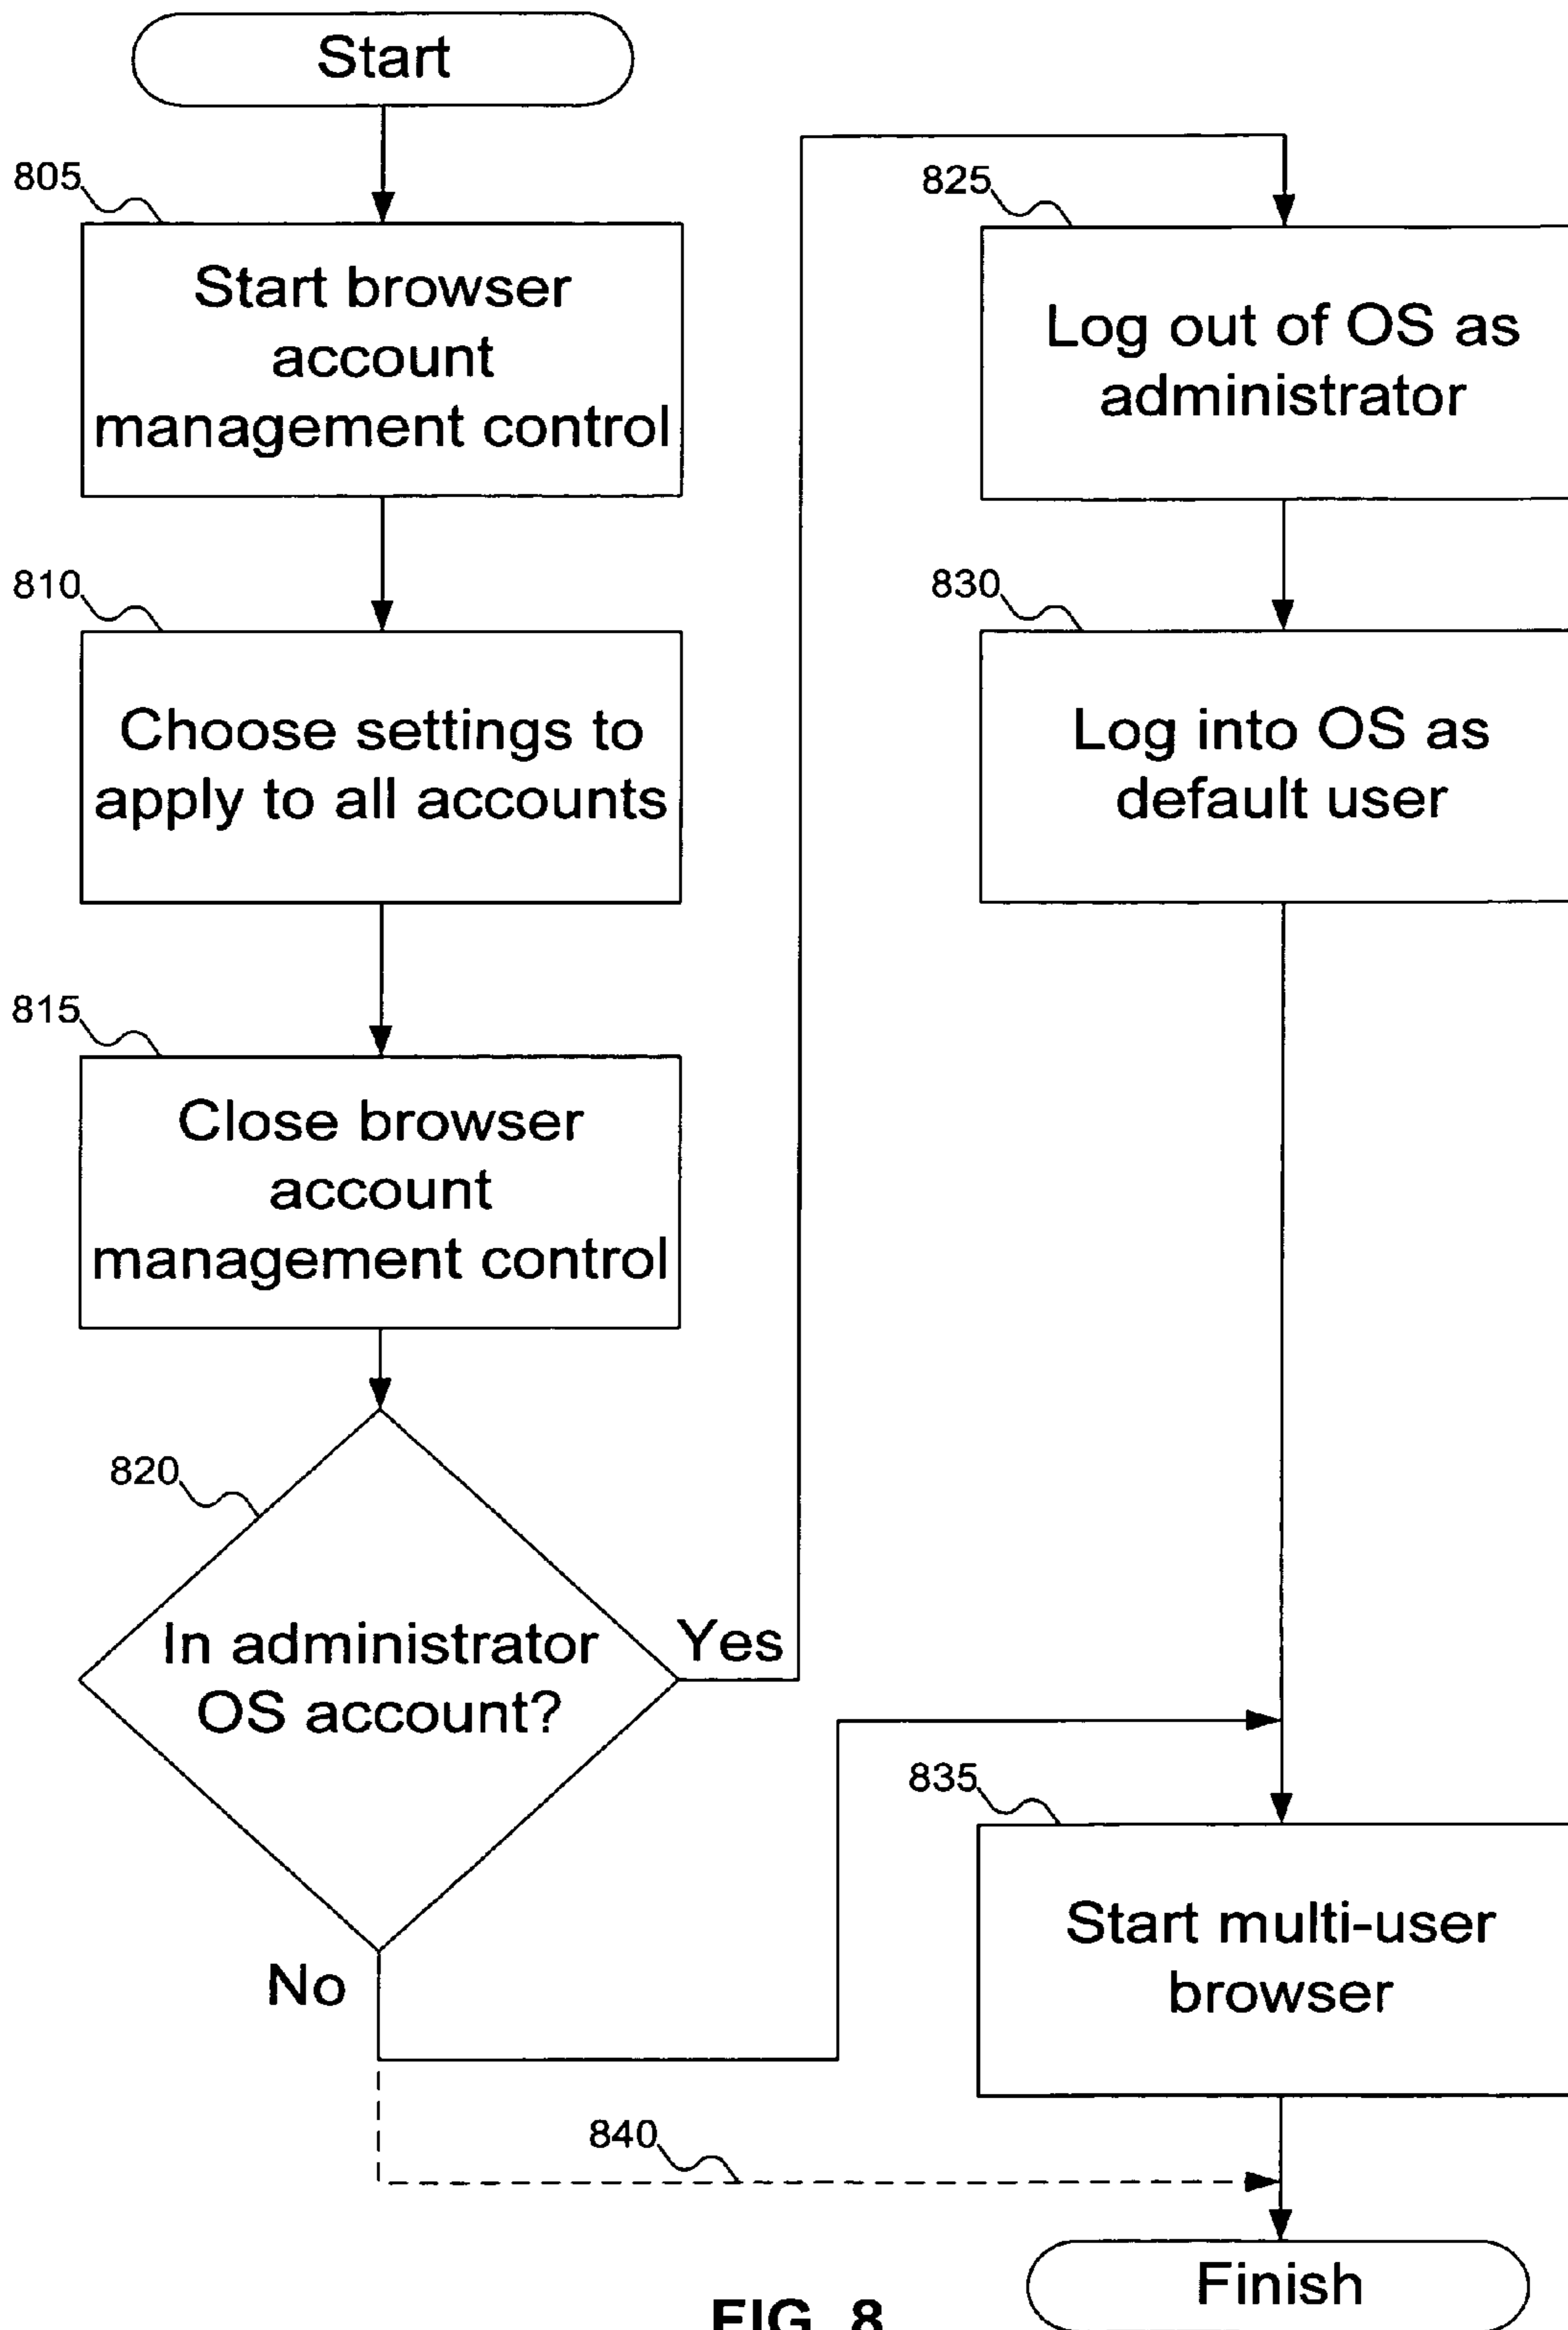 Start
805
Start browser
account
management control
810
Choose settings to
apply to all accounts
815
Close browser
account
management control
820
In administrator
OS account?
Yes
No
825
Log out of OS as
administrator
830
Log into OS as
default user
835
Start multi-user
browser
840
Finish
FIG. 8